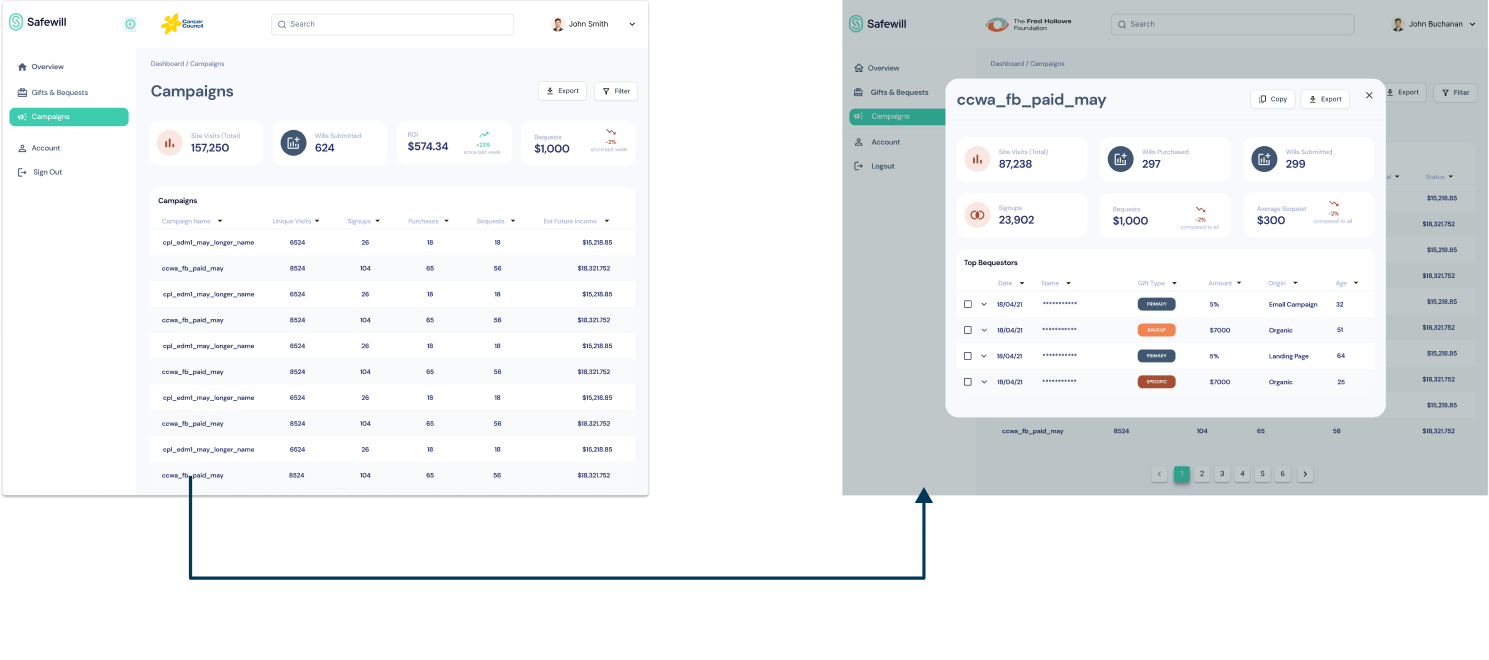 Safewill
Cancer Council
Search
John Smith
Overview
Gifts & Bequests
Campaigns
Account
Sign Out
Dashboard / Campaigns
Campaigns
Export
Filter
Site Visits (Total)
157,250
Wills Submitted
624
ROI
$574.34
+23%
since last week
Bequests
$1,000
-2%
since last week
Campaigns
Campaign Name Unique Visits Signups Purchases Bequests Est Future Income
cpl_edm1_may_longer_name 6524 26 18 18 $15,218.85
ccwa_fb_paid_may 8524 104 65 56 $18,321.752
cpl_edm1_may_longer_name 6524 26 18 18 $15,218.85
ccwa_fb_paid_may 8524 104 65 56 $18,321.752
cpl_edm1_may_longer_name 6524 26 18 18 $15,218.85
ccwa_fb_paid_may 8524 104 65 56 $18,321.752
cpl_edm1_may_longer_name 6524 26 18 18 $15,218.85
ccwa_fb_paid_may 8524 104 65 56 $18,321.752
cpl_edm1_may_longer_name 6524 26 18 18 $15,218.85
ccwa_fb_paid_may 8524 104 65 56 $18,321.752
Safewill
The Fred Hollows
Foundation
Search
John Buchanan
Overview
Gifts & Bequests
Campaigns
Account
Logout
Dashboard / Campaigns
Export
Filter
ccwa_fb_paid_may
Copy
Export
Site Visits (Total)
87,238
Wills Purchased
297
Wills Submitted
299
Signups
23,902
Bequests
$1,000
-2%
compared to all
Average Bequest
$300
-2%
compared to all
Top Bequestors
Date Name Gift Type Amount Origin Age
18/04/21 *********** PRIMARY 5% Email Campaign 32
18/04/21 *********** BACKUP $7000 Organic 51
18/04/21 *********** PRIMARY 5% Landing Page 64
18/04/21 *********** SPECIFIC $7000 Organic 25
al Status
$15,218.85
$18,321.752
$15,218.85
$18,321.752
$15,218.85
$18,321.752
$15,218.85
$18,321.752
$15,218.85
ccwa_fb_paid_may 8524 104 65 56 $18,321.752
1 2 3 4 5 6